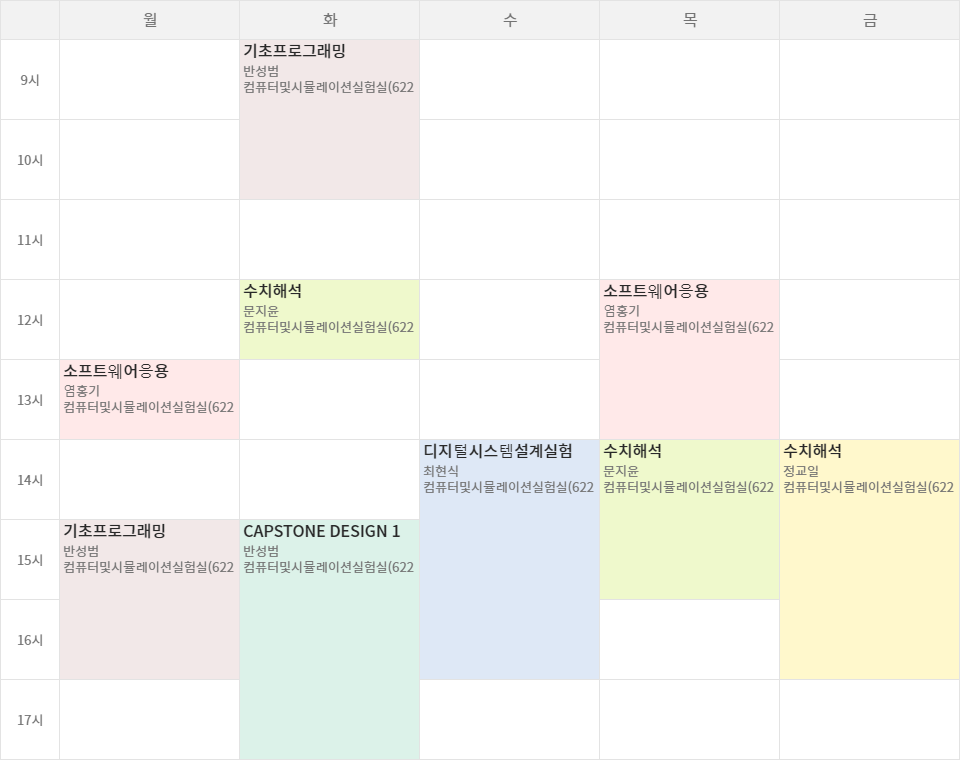 월 화 수 목 금
9시
기초프로그래밍
반성범
컴퓨터및시뮬레이션실험실(622
10시
11시
12시
수치해석
문지윤
컴퓨터및시뮬레이션실험실(622
소프트웨어응용
염홍기
컴퓨터및시뮬레이션실험실(622
13시
소프트웨어응용
염홍기
컴퓨터및시뮬레이션실험실(622
14시
디지털시스템설계실험
최현식
컴퓨터및시뮬레이션실험실(622
수치해석
문지윤
컴퓨터및시뮬레이션실험실(622
수치해석
정교일
컴퓨터및시뮬레이션실험실(622
15시
기초프로그래밍
반성범
컴퓨터및시뮬레이션실험실(622
CAPSTONE DESIGN 1
반성범
컴퓨터및시뮬레이션실험실(622
16시
17시